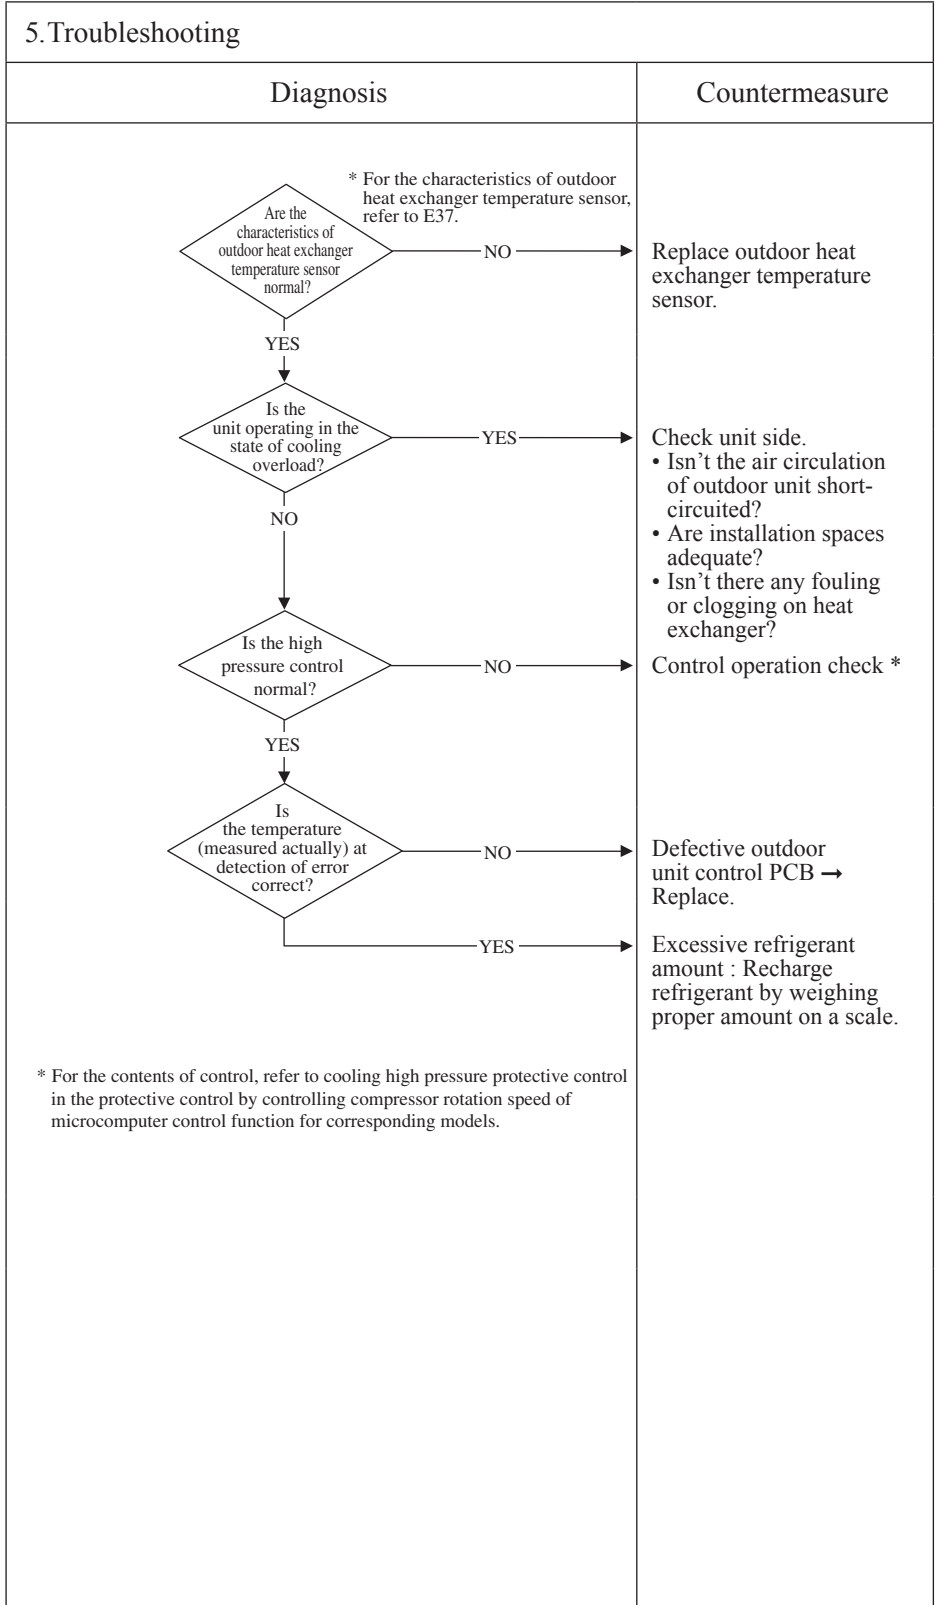 5.Troubleshooting
Diagnosis
Countermeasure
* For the characteristics of outdoor
heat exchanger temperature sensor,
refer to E37.
Are the
characteristics of
outdoor heat exchanger
temperature sensor
normal?
NO
Replace outdoor heat
exchanger temperature
sensor.
YES
Is the
unit operating in the
state of cooling
overload?
YES
Check unit side.
• Isn’t the air circulation
of outdoor unit short-
circuited?
• Are installation spaces
adequate?
• Isn’t there any fouling
or clogging on heat
exchanger?
NO
Is the high
pressure control
normal?
NO
Control operation check *
YES
Is
the temperature
(measured actually) at
detection of error
correct?
NO
Defective outdoor
unit control PCB →
Replace.
YES
Excessive refrigerant
amount : Recharge
refrigerant by weighing
proper amount on a scale.
* For the contents of control, refer to cooling high pressure protective control
in the protective control by controlling compressor rotation speed of
microcomputer control function for corresponding models.